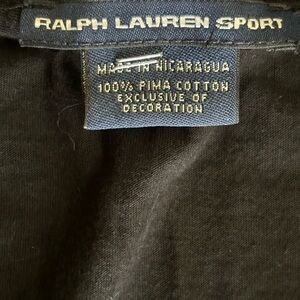 RALPH LAUREN SPORT
MADE IN NICARAGUA
100% PIMA COTTON
EXCLUSIVE OF
DECORATION